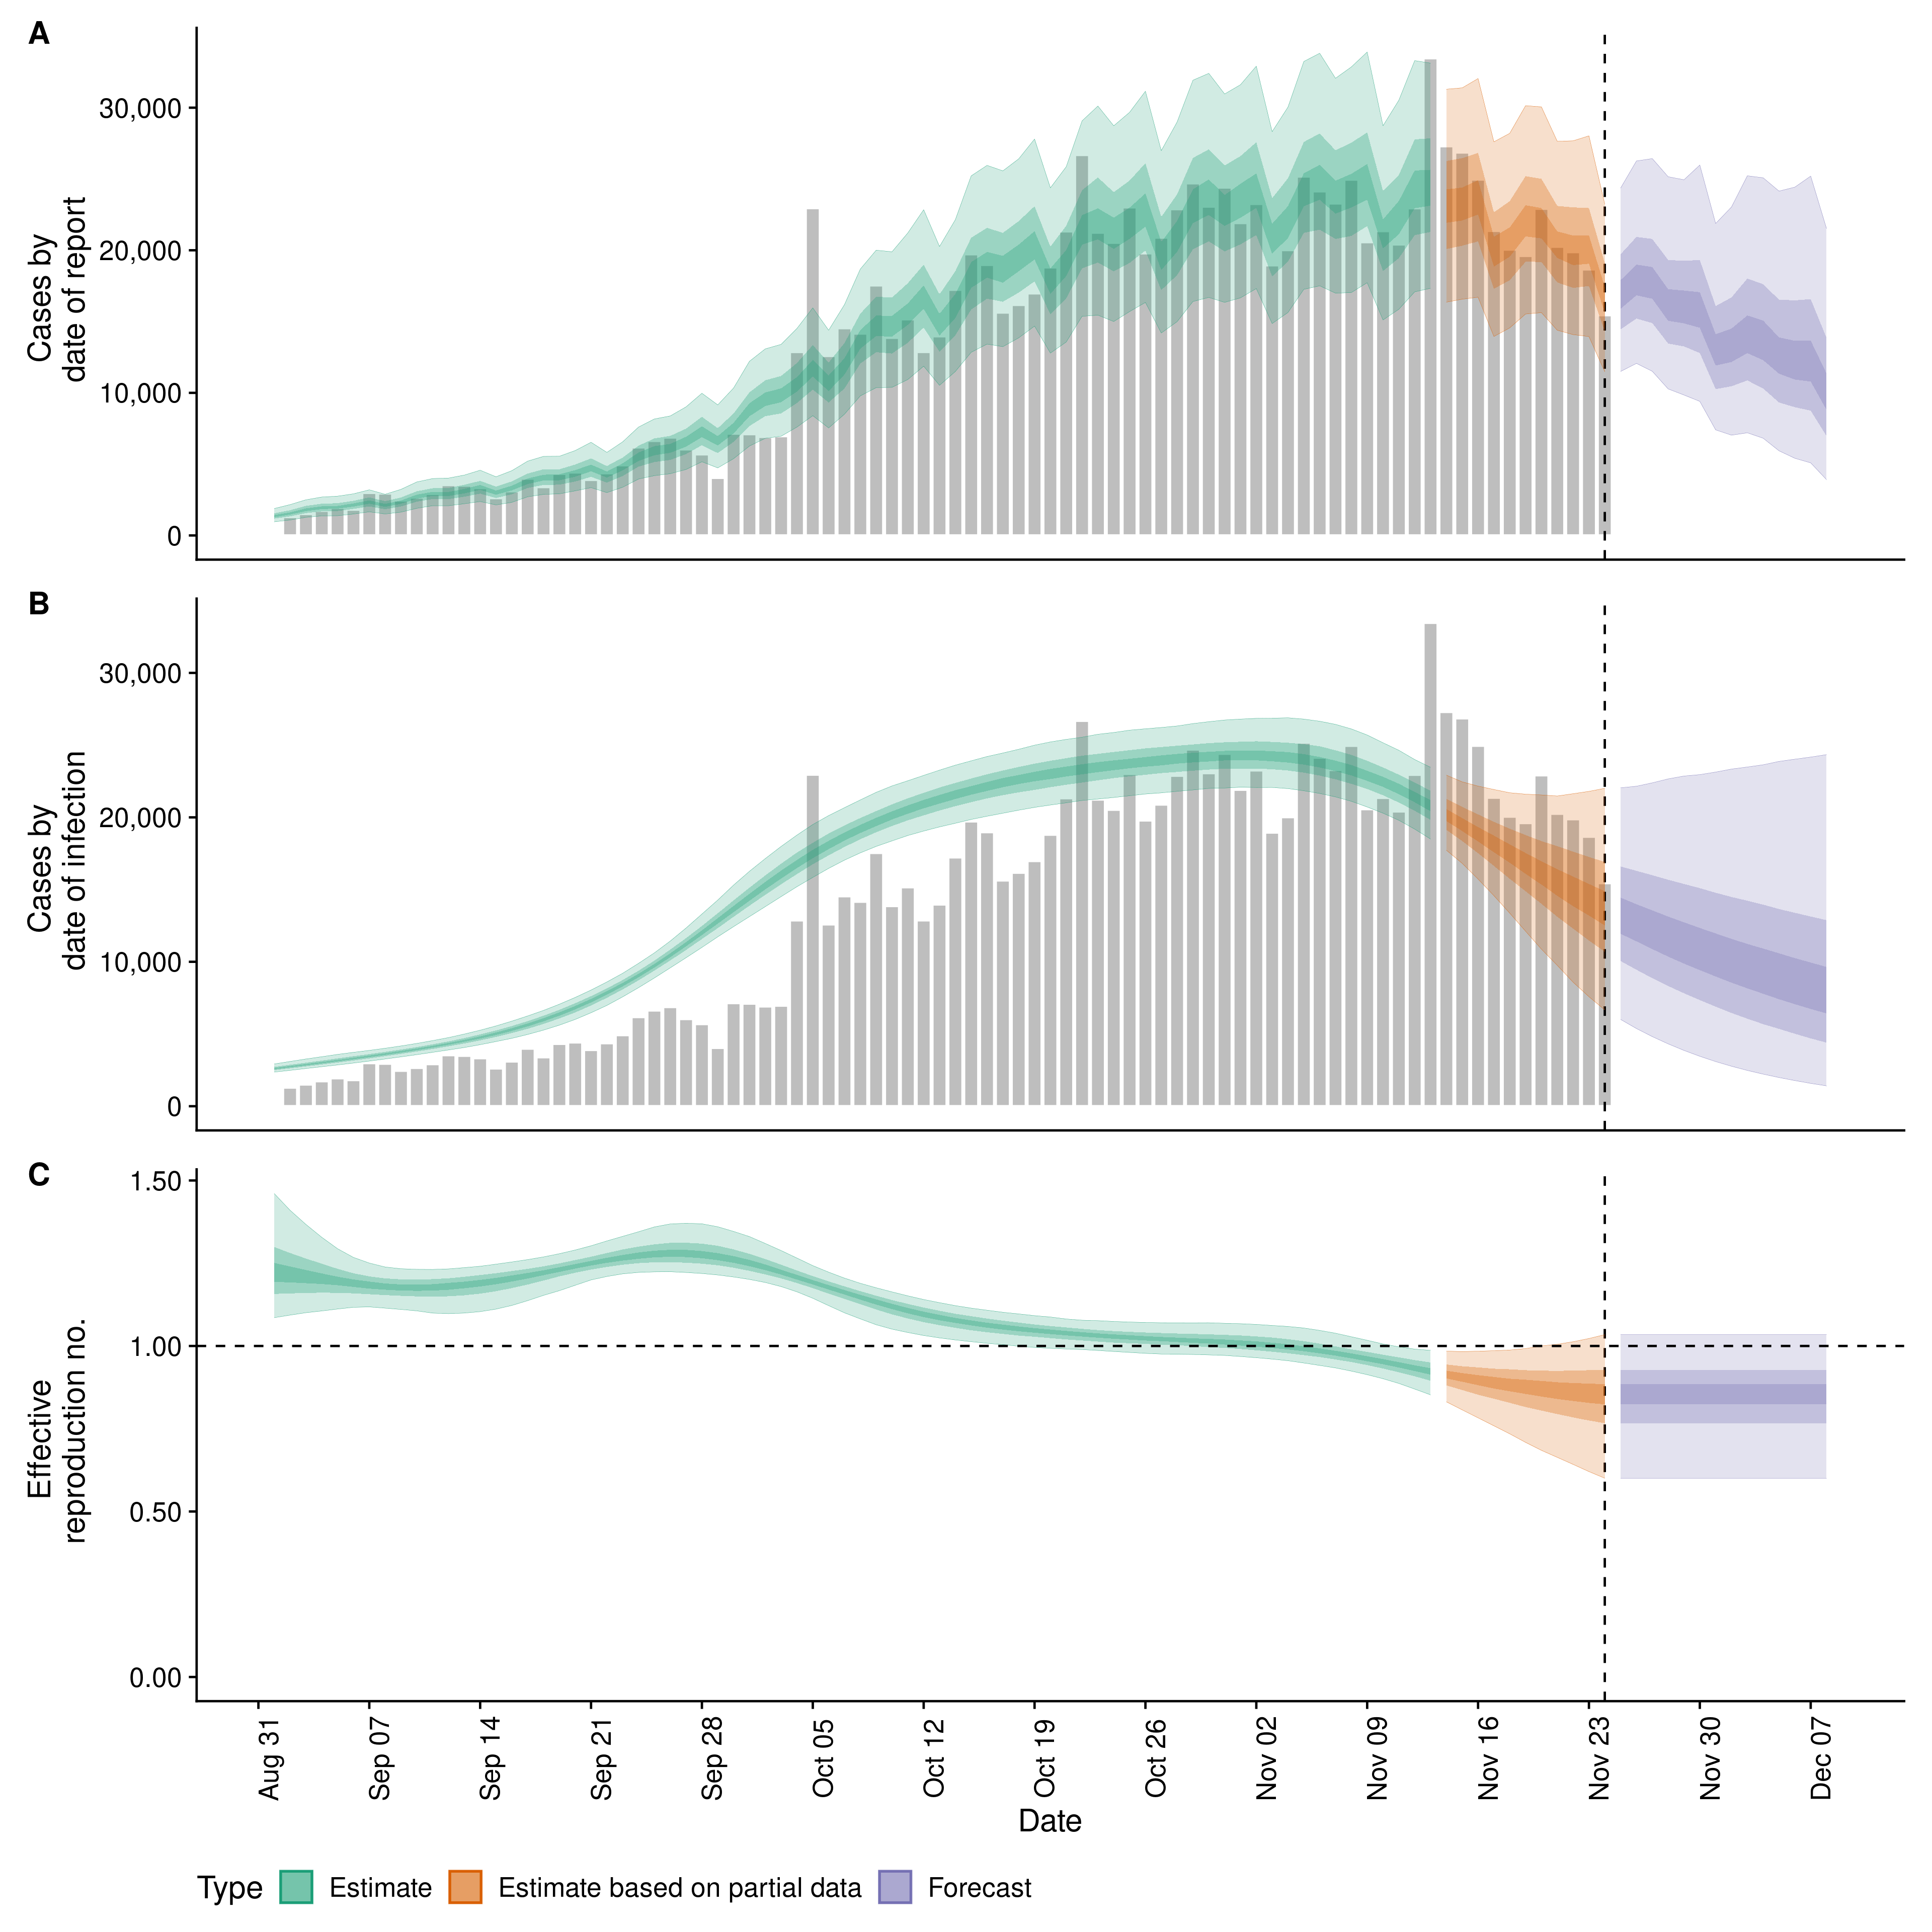 A
30,000
20,000
10,000
0
Cases by
date of report
B
30,000
20,000
10,000
0
Cases by
date of infection
C
1.50
1.00
0.50
0.00
Effective
reproduction no.
Aug 31
Sep 07
Sep 14
Sep 21
Sep 28
Oct 05
Oct 12
Oct 19
Oct 26
Nov 02
Nov 09
Nov 16
Nov 23
Nov 30
Dec 07
Date
Type Estimate Estimate based on partial data Forecast